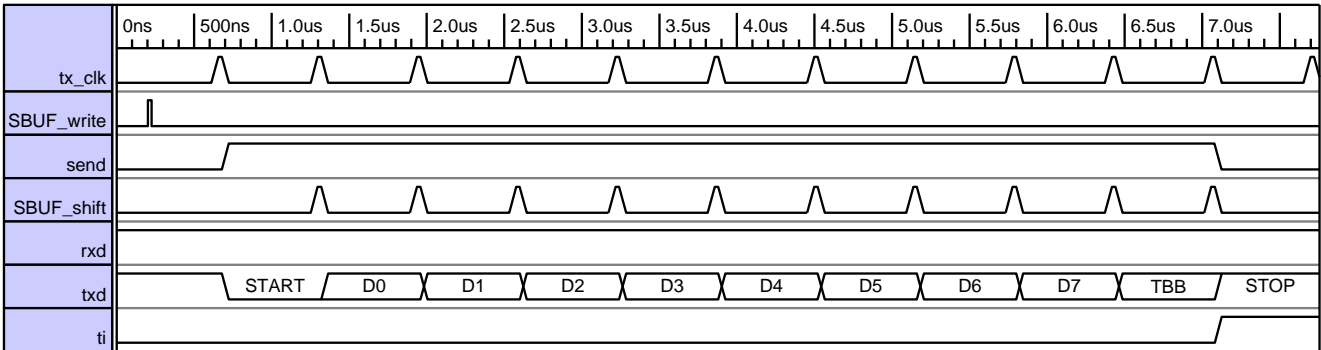 0ns 500ns 1.0us 1.5us 2.0us 2.5us 3.0us 3.5us 4.0us 4.5us 5.0us 5.5us 6.0us 6.5us 7.0us
tx_clk
SBUF_write
send
SBUF_shift
rxd
txd START D0 D1 D2 D3 D4 D5 D6 D7 TBB STOP
ti